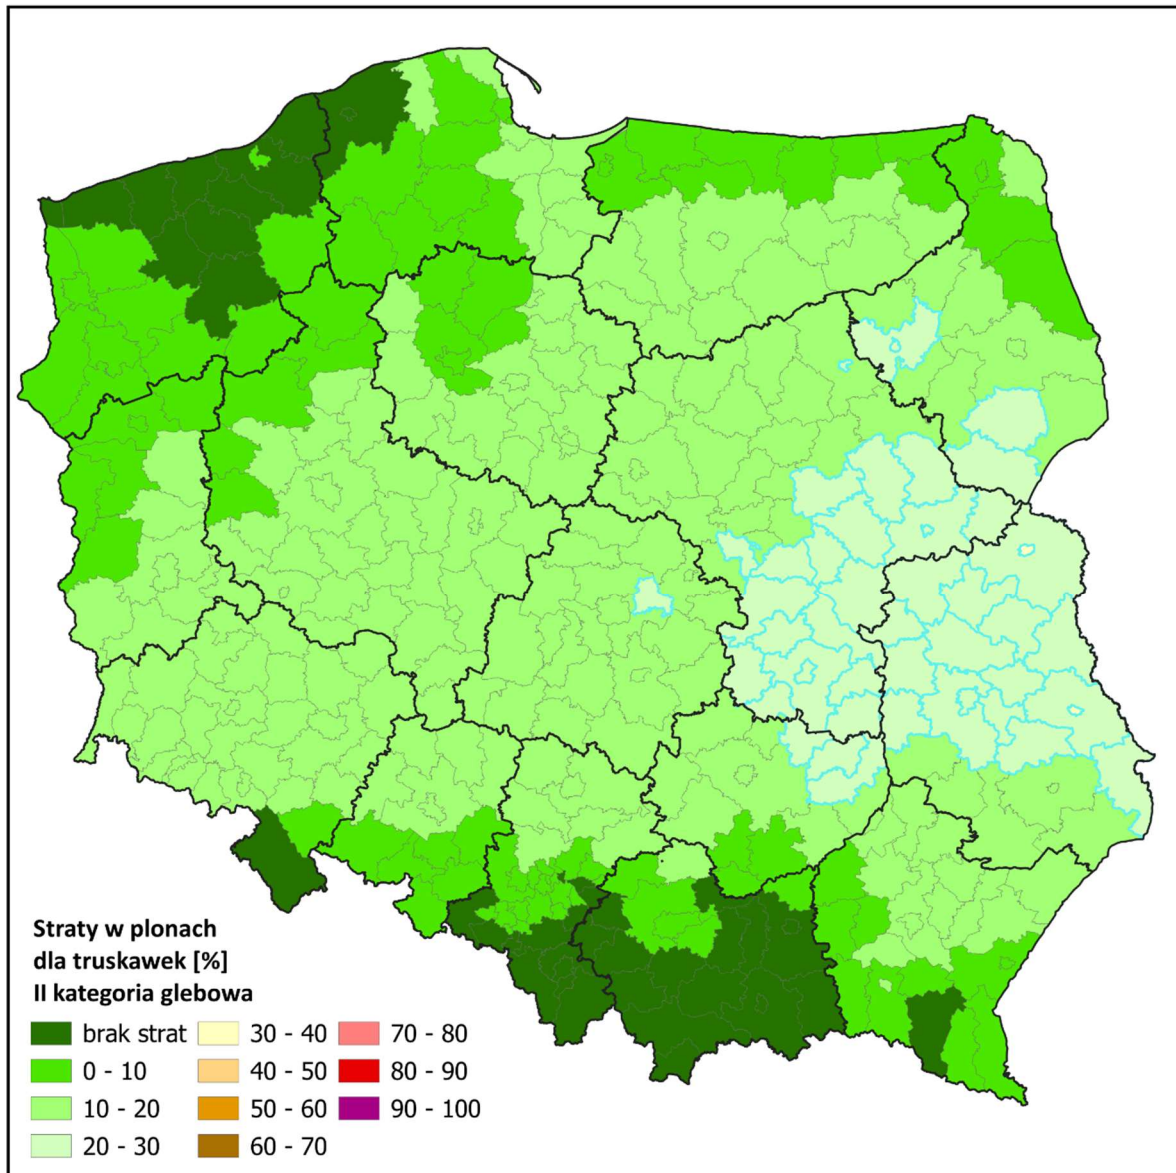 Straty w plonach
dla truskawek [%]
II kategoria glebowa
brak strat
0 - 10
10 - 20
20 - 30
30 - 40
40 - 50
50 - 60
60 - 70
70 - 80
80 - 90
90 - 100